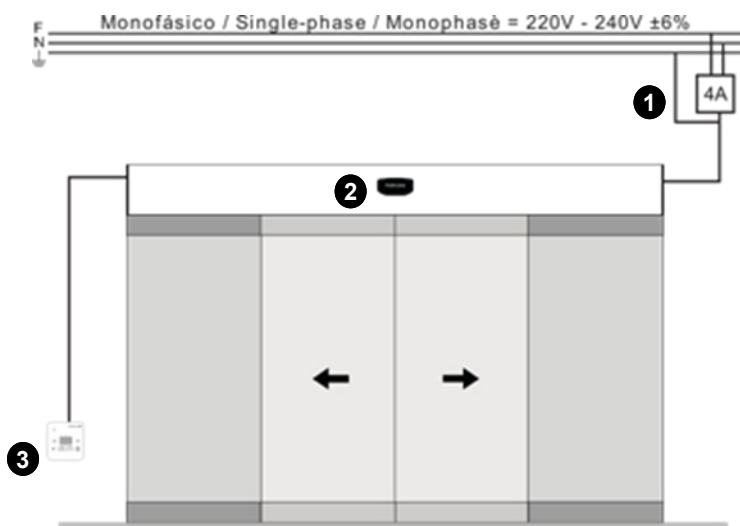 Monofásico / Single-phase / Monophasè = 220V - 240V ±6%
F
N
4A
1
2
3